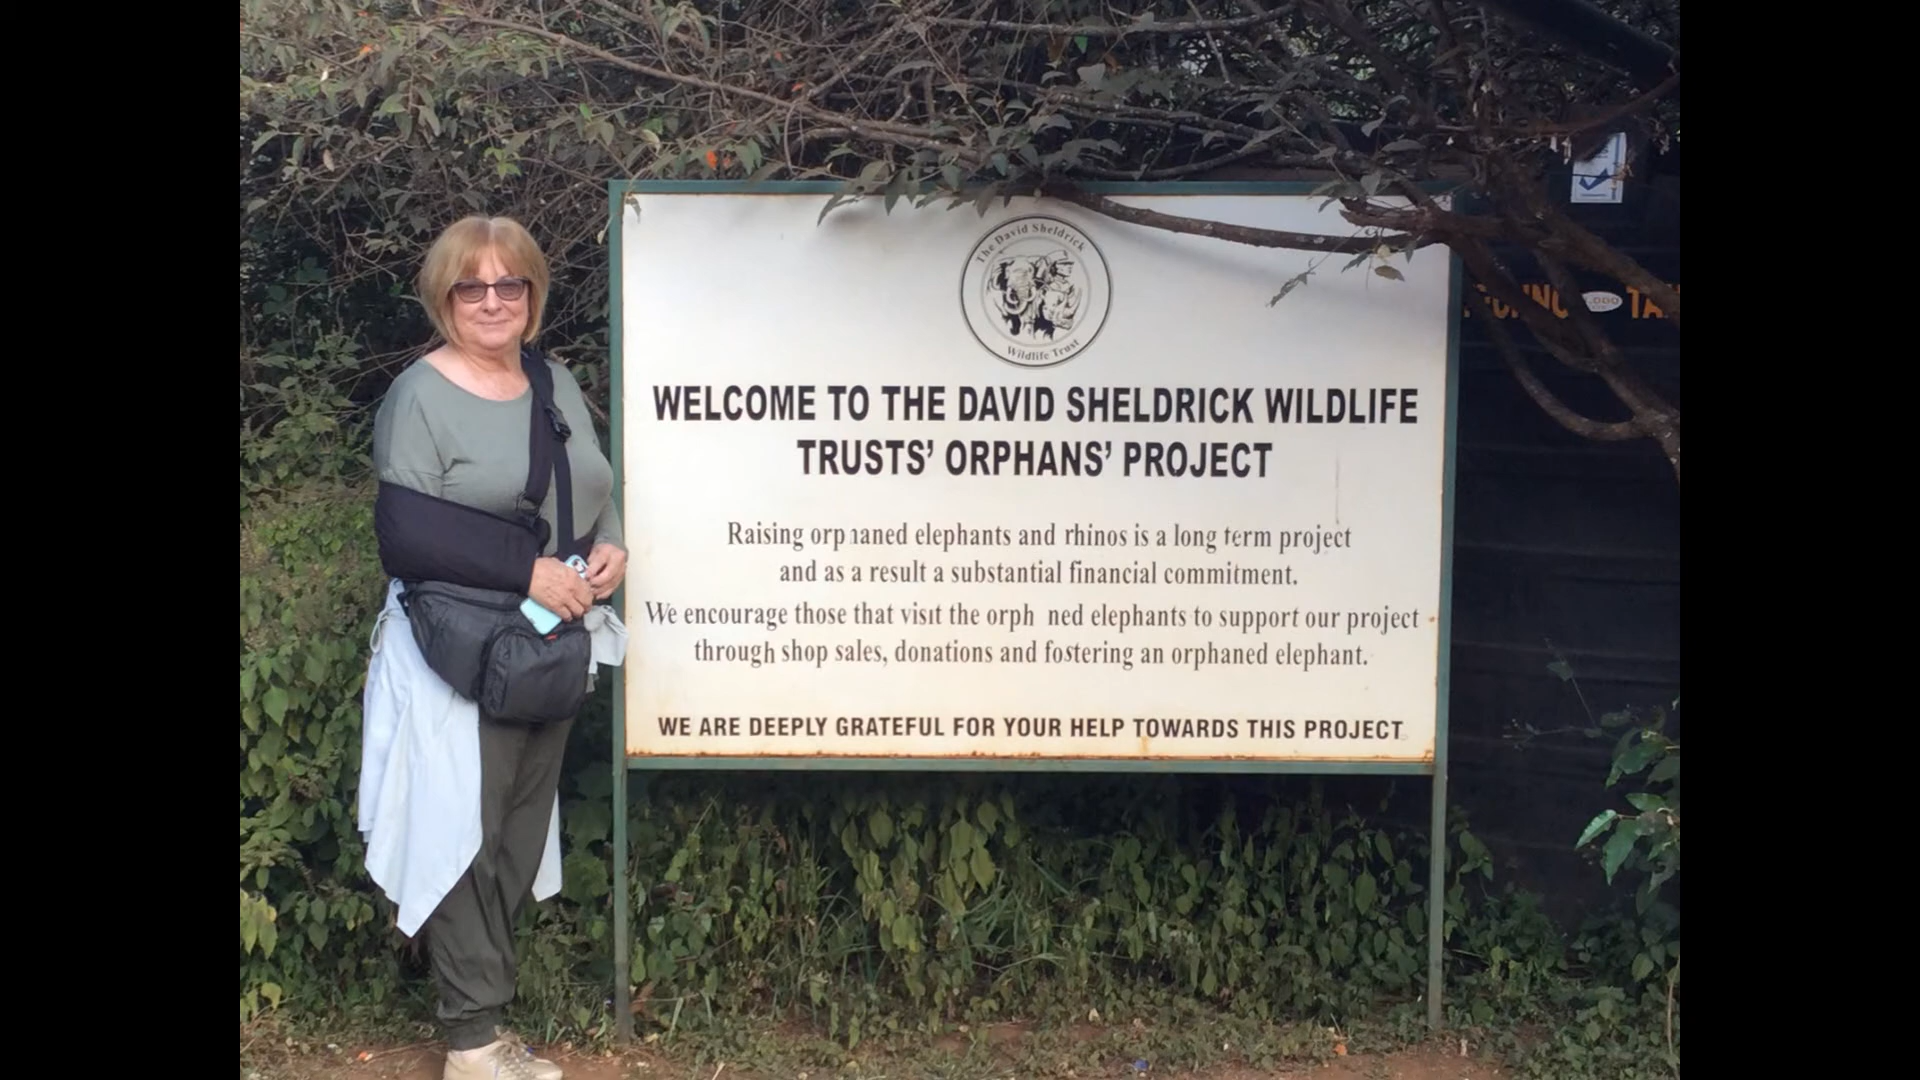 The David Sheldrick
Wildlife Trust
WELCOME TO THE DAVID SHELDRICK WILDLIFE
TRUSTS’ ORPHANS’ PROJECT
Raising orp aned elephants and rhinos is a long term project
and as a result a substantial financial commitment.
We encourage those that visit the orph ned elephants to support our project
through shop sales, donations and fostering an orphaned elephant.
WE ARE DEEPLY GRATEFUL FOR YOUR HELP TOWARDS THIS PROJECT